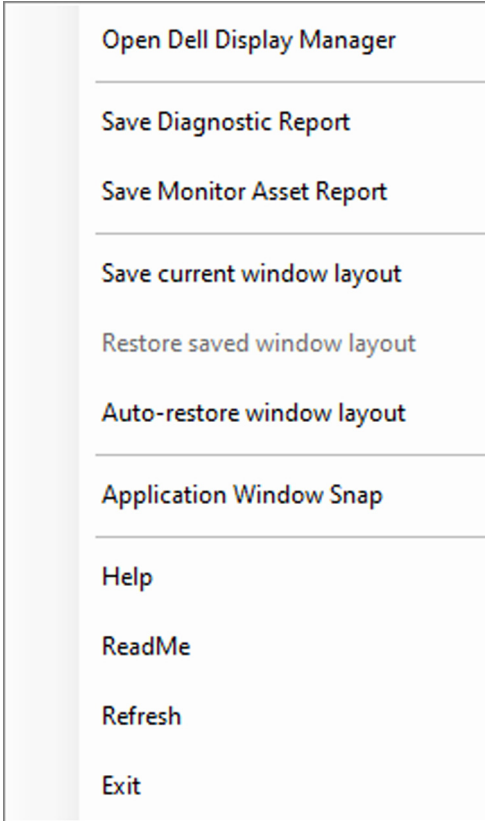 Open Dell Display Manager
Save Diagnostic Report
Save Monitor Asset Report
Save current window layout
Restore saved window layout
Auto-restore window layout
Application Window Snap
Help
ReadMe
Refresh
Exit